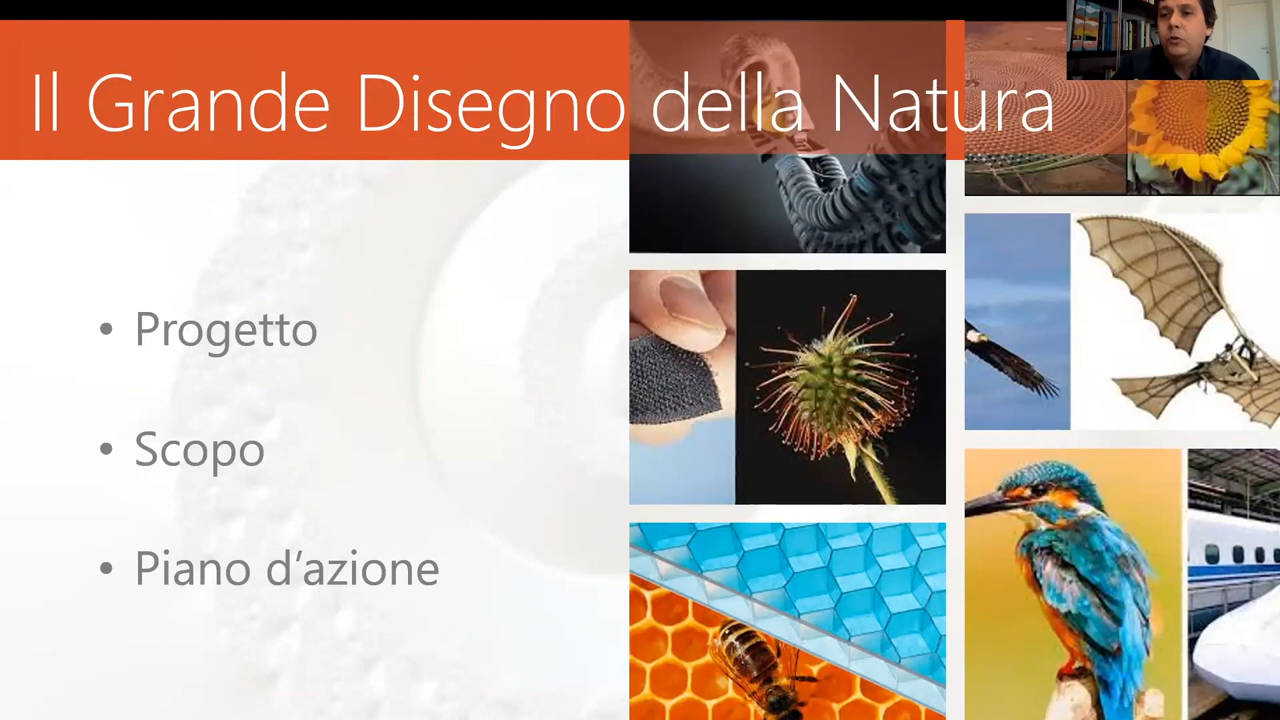 Il Grande Disegno della Natura
• Progetto
• Scopo
• Piano d’azione